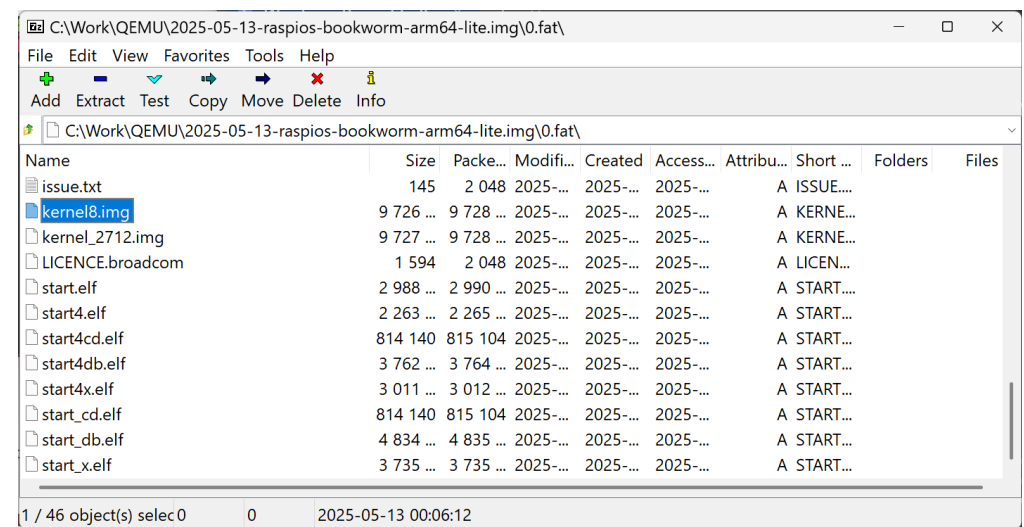 C:\Work\QEMU\2025-05-13-raspios-bookworm-arm64-lite.img\0.fat\
File Edit View Favorites Tools Help
Add Extract Test Copy Move Delete Info
C:\Work\QEMU\2025-05-13-raspios-bookworm-arm64-lite.img\0.fat\
Name Size Packe... Modifi... Created Access... Attribu... Short ... Folders Files
issue.txt 145 2 048 2025-... 2025-... 2025-... A ISSUE....
kernel8.img 9 726 ... 9 728 ... 2025-... 2025-... 2025-... A KERNE...
kernel_2712.img 9 727 ... 9 728 ... 2025-... 2025-... 2025-... A KERNE...
LICENCE.broadcom 1 594 2 048 2025-... 2025-... 2025-... A LICEN...
start.elf 2 988 ... 2 990 ... 2025-... 2025-... 2025-... A START....
start4.elf 2 263 ... 2 265 ... 2025-... 2025-... 2025-... A START...
start4cd.elf 814 140 815 104 2025-... 2025-... 2025-... A START...
start4db.elf 3 762 ... 3 764 ... 2025-... 2025-... 2025-... A START...
start4x.elf 3 011 ... 3 012 ... 2025-... 2025-... 2025-... A START...
start_cd.elf 814 140 815 104 2025-... 2025-... 2025-... A START...
start_db.elf 4 834 ... 4 835 ... 2025-... 2025-... 2025-... A START...
start_x.elf 3 735 ... 3 735 ... 2025-... 2025-... 2025-... A START...
1 / 46 object(s) selec 0 0 2025-05-13 00:06:12